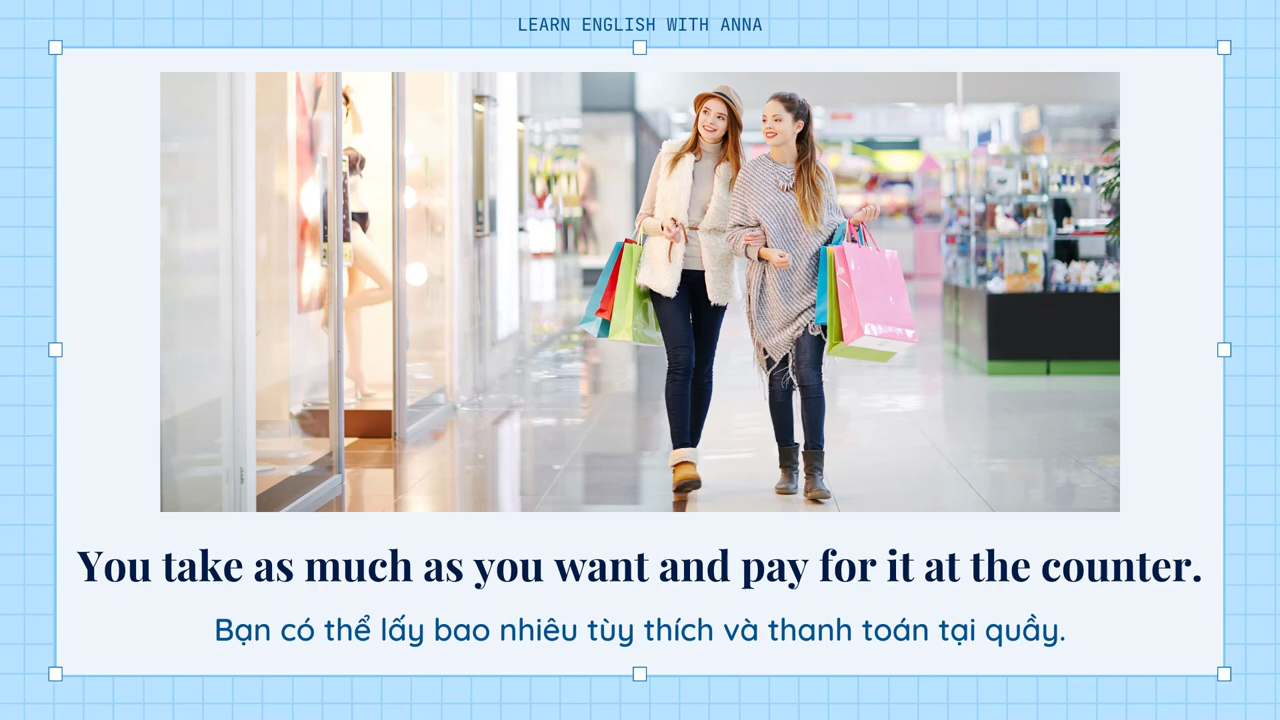 LEARN ENGLISH WITH ANNA
You take as much as you want and pay for it at the counter.
Bạn có thể lấy bao nhiêu tùy thích và thanh toán tại quầy.